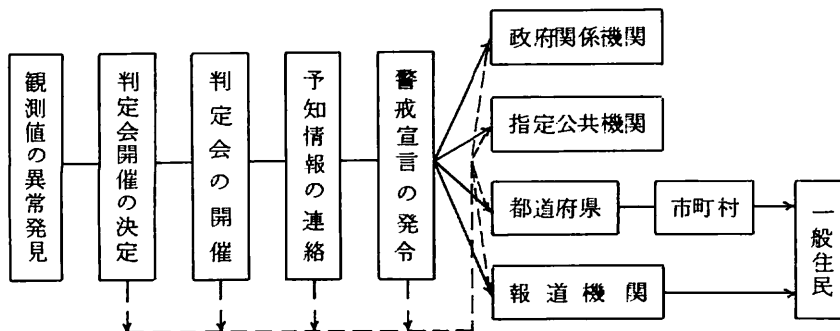 観測値の異常発見
判定会開催の決定
判定会の開催
予知情報の連絡
警戒宣言の発令
政府関係機関
指定公共機関
都道府県
市町村
報道機関
一般住民